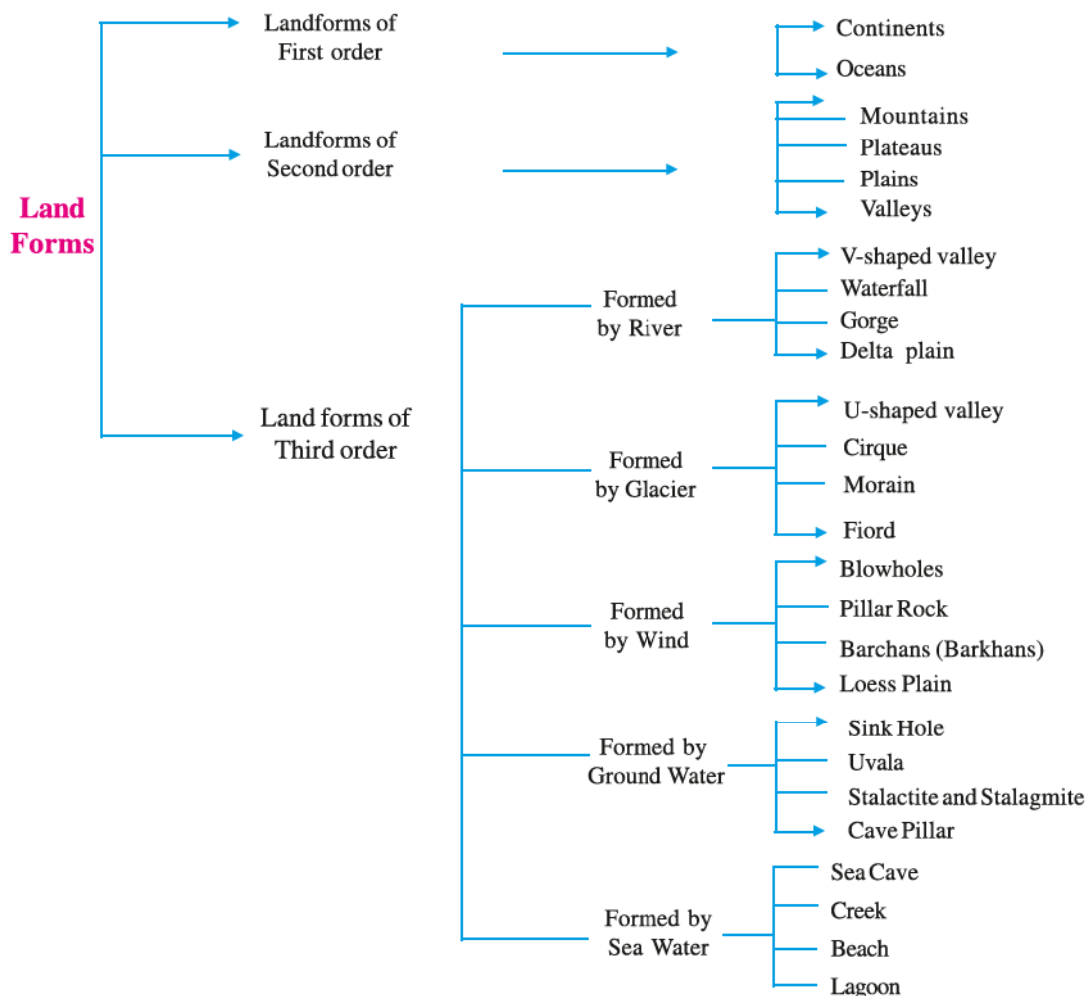 Land
Forms
Landforms of
First order
Continents
Oceans
Landforms of
Second order
Mountains
Plateaus
Plains
Valleys
Land forms of
Third order
Formed
by River
V-shaped valley
Waterfall
Gorge
Delta plain
Formed
by Glacier
U-shaped valley
Cirque
Morain
Fiord
Formed
by Wind
Blowholes
Pillar Rock
Barchans (Barkhans)
Loess Plain
Formed by
Ground Water
Sink Hole
Uvala
Stalactite and Stalagmite
Cave Pillar
Formed by
Sea Water
Sea Cave
Creek
Beach
Lagoon